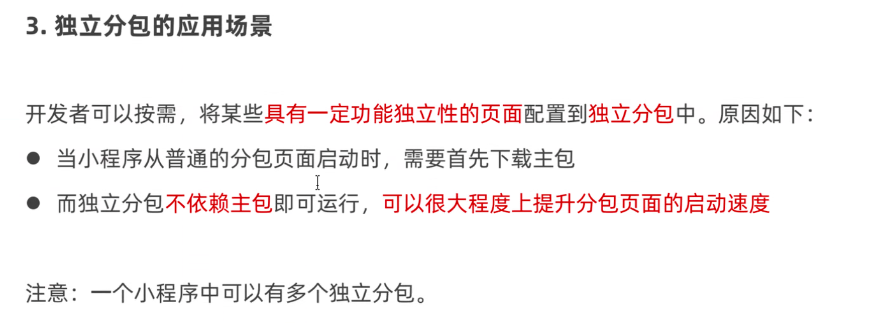 3. 独立分包的应用场景
开发者可以按需，将某些具有一定功能独立性的页面配置到独立分包中。原因如下：
● 当小程序从普通的分包页面启动时，需要首先下载主包
● 而独立分包不依赖主包即可运行，可以很大程度上提升分包页面的启动速度
注意：一个小程序中可以有多个独立分包。